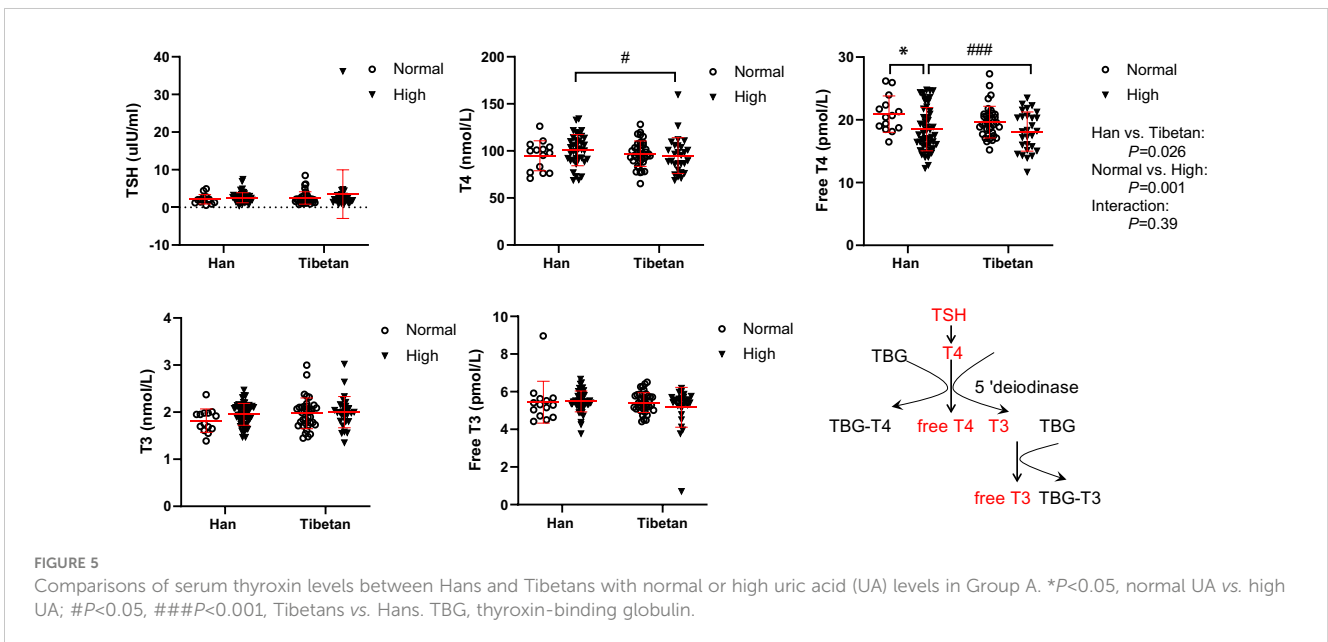 40
30
20
10
0
-10
TSH (uIU/ml)
Normal
High
Han
Tibetan
200
150
100
50
0
T4 (nmol/L)
#
Normal
High
Han
Tibetan
30
20
10
0
Free T4 (pmol/L)
*
###
Normal
High
Han vs. Tibetan:
P=0.026
Normal vs. High:
P=0.001
Interaction:
P=0.39
Han
Tibetan
4
3
2
1
0
T3 (nmol/L)
Normal
High
Han
Tibetan
10
8
6
4
2
0
Free T3 (pmol/L)
Normal
High
Han
Tibetan
TSH
TBG
T4
5 'deiodinase
TBG-T4
free T4
T3
TBG
free T3
TBG-T3
FIGURE 5
Comparisons of serum thyroxin levels between Hans and Tibetans with normal or high uric acid (UA) levels in Group A. *P<0.05, normal UA vs. high
UA; #P<0.05, ###P<0.001, Tibetans vs. Hans. TBG, thyroxin-binding globulin.